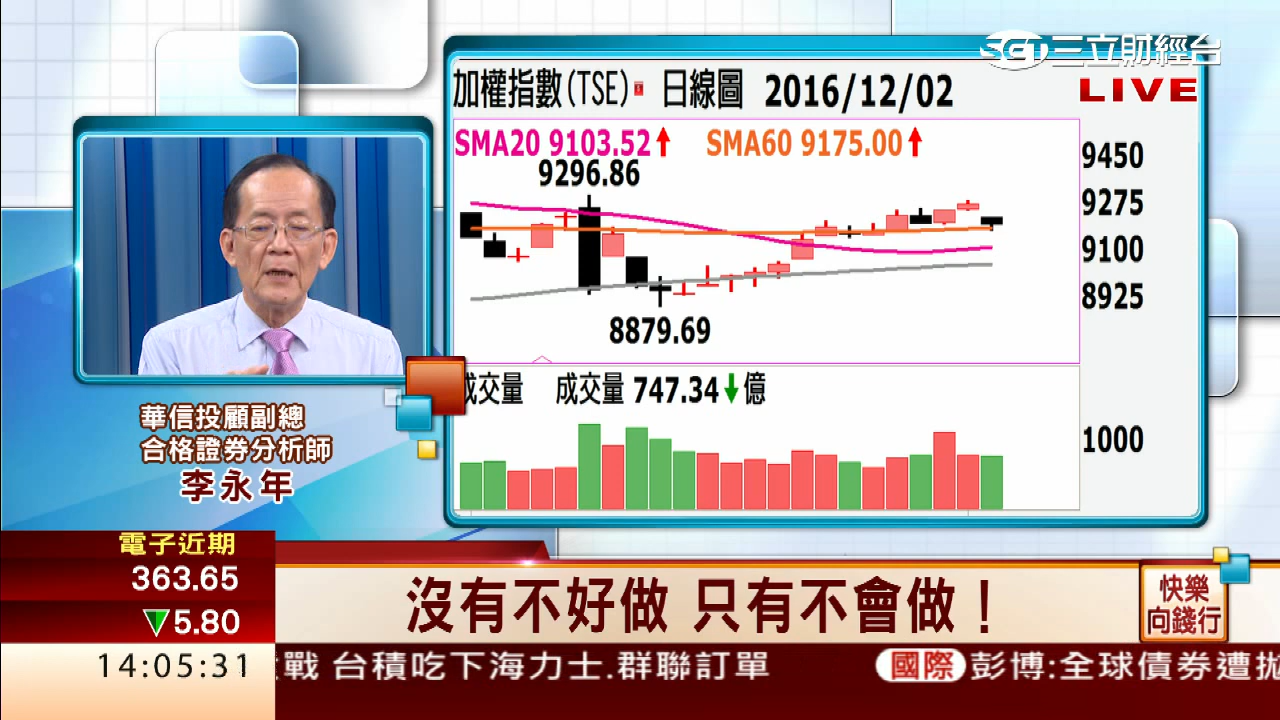 SET三立財經台
LIVE
加權指數(TSE) 日線圖 2016/12/02
SMA20 9103.52↑ SMA60 9175.00↑
9296.86
8879.69
9450
9275
9100
8925
成交量 成交量 747.34↓億
1000
華信投顧副總
合格證券分析師
李永年
電子近期
363.65
▼5.80
沒有不好做 只有不會做！
快樂
向錢行
14:05:31
戰 台積吃下海力士.群聯訂單 國際 彭博:全球債券遭拋